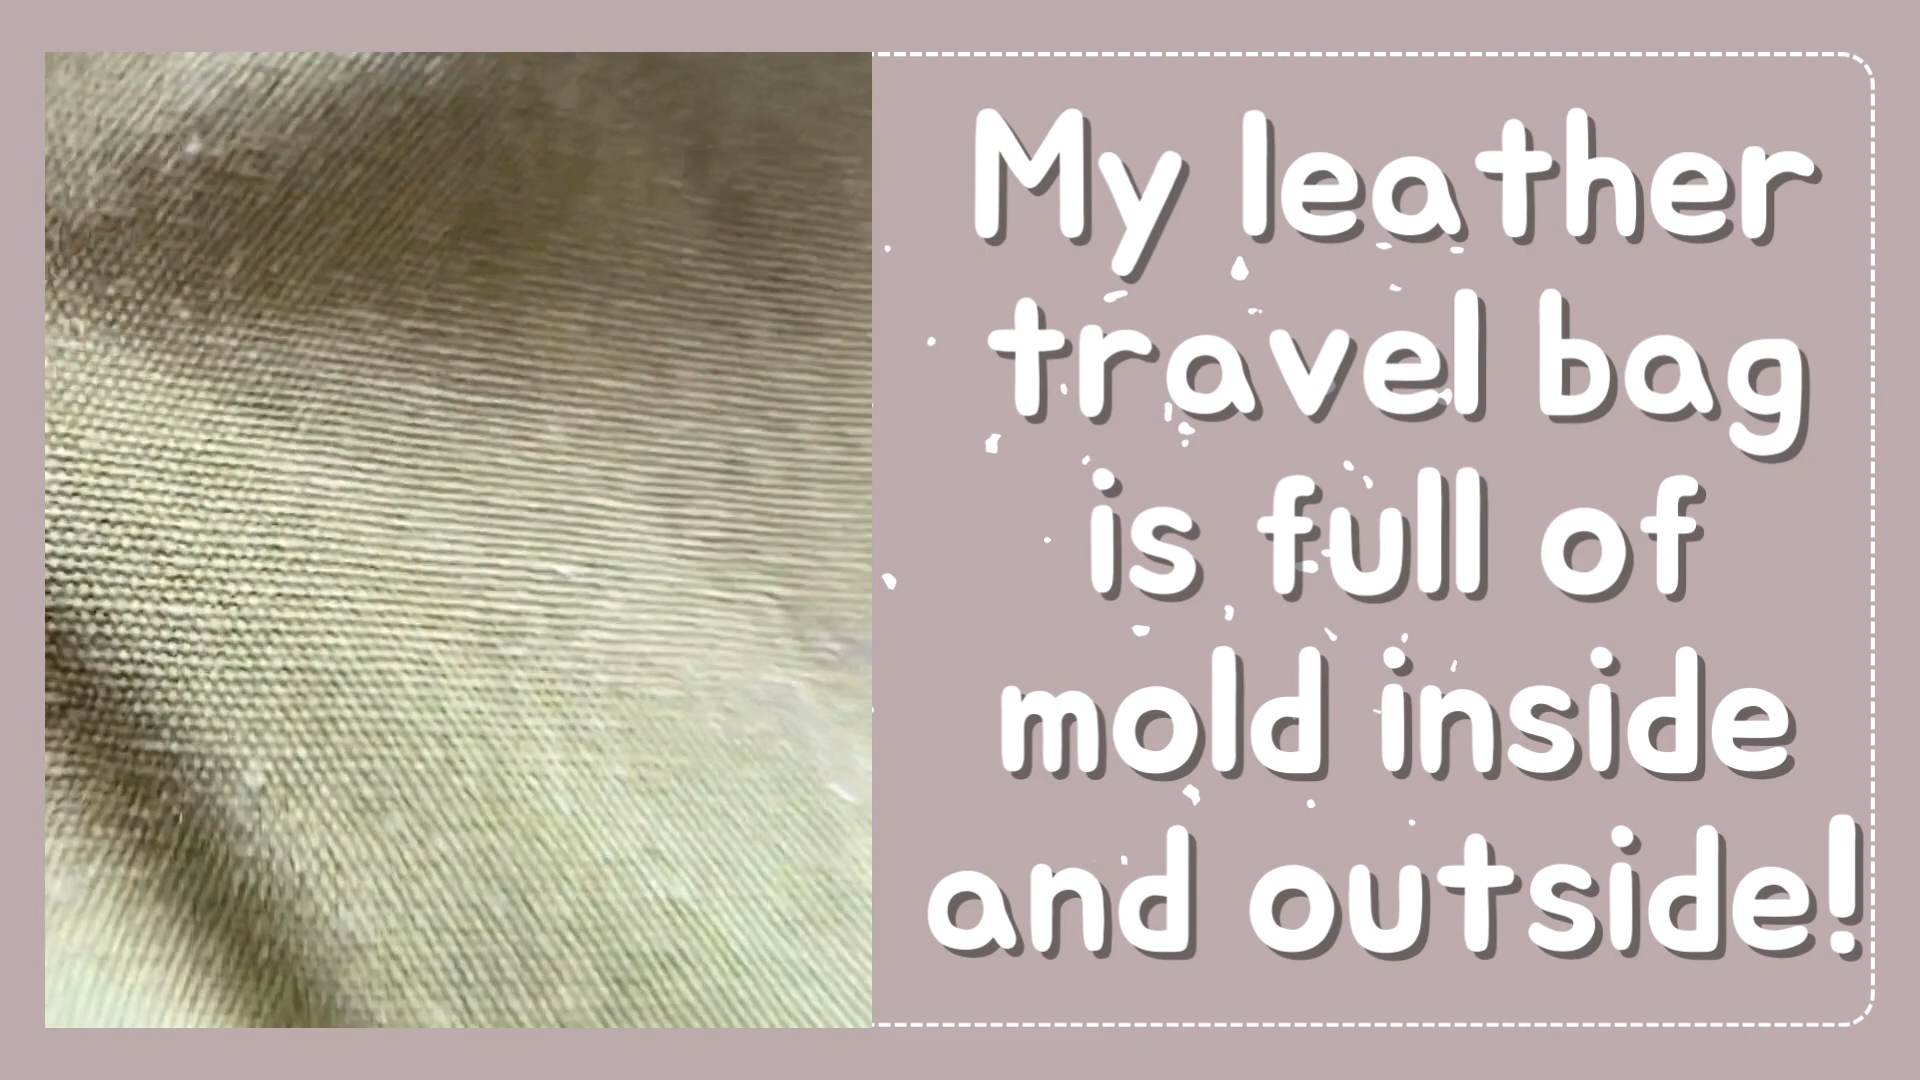 My leather
travel bag
is full of
mold inside
and outside!